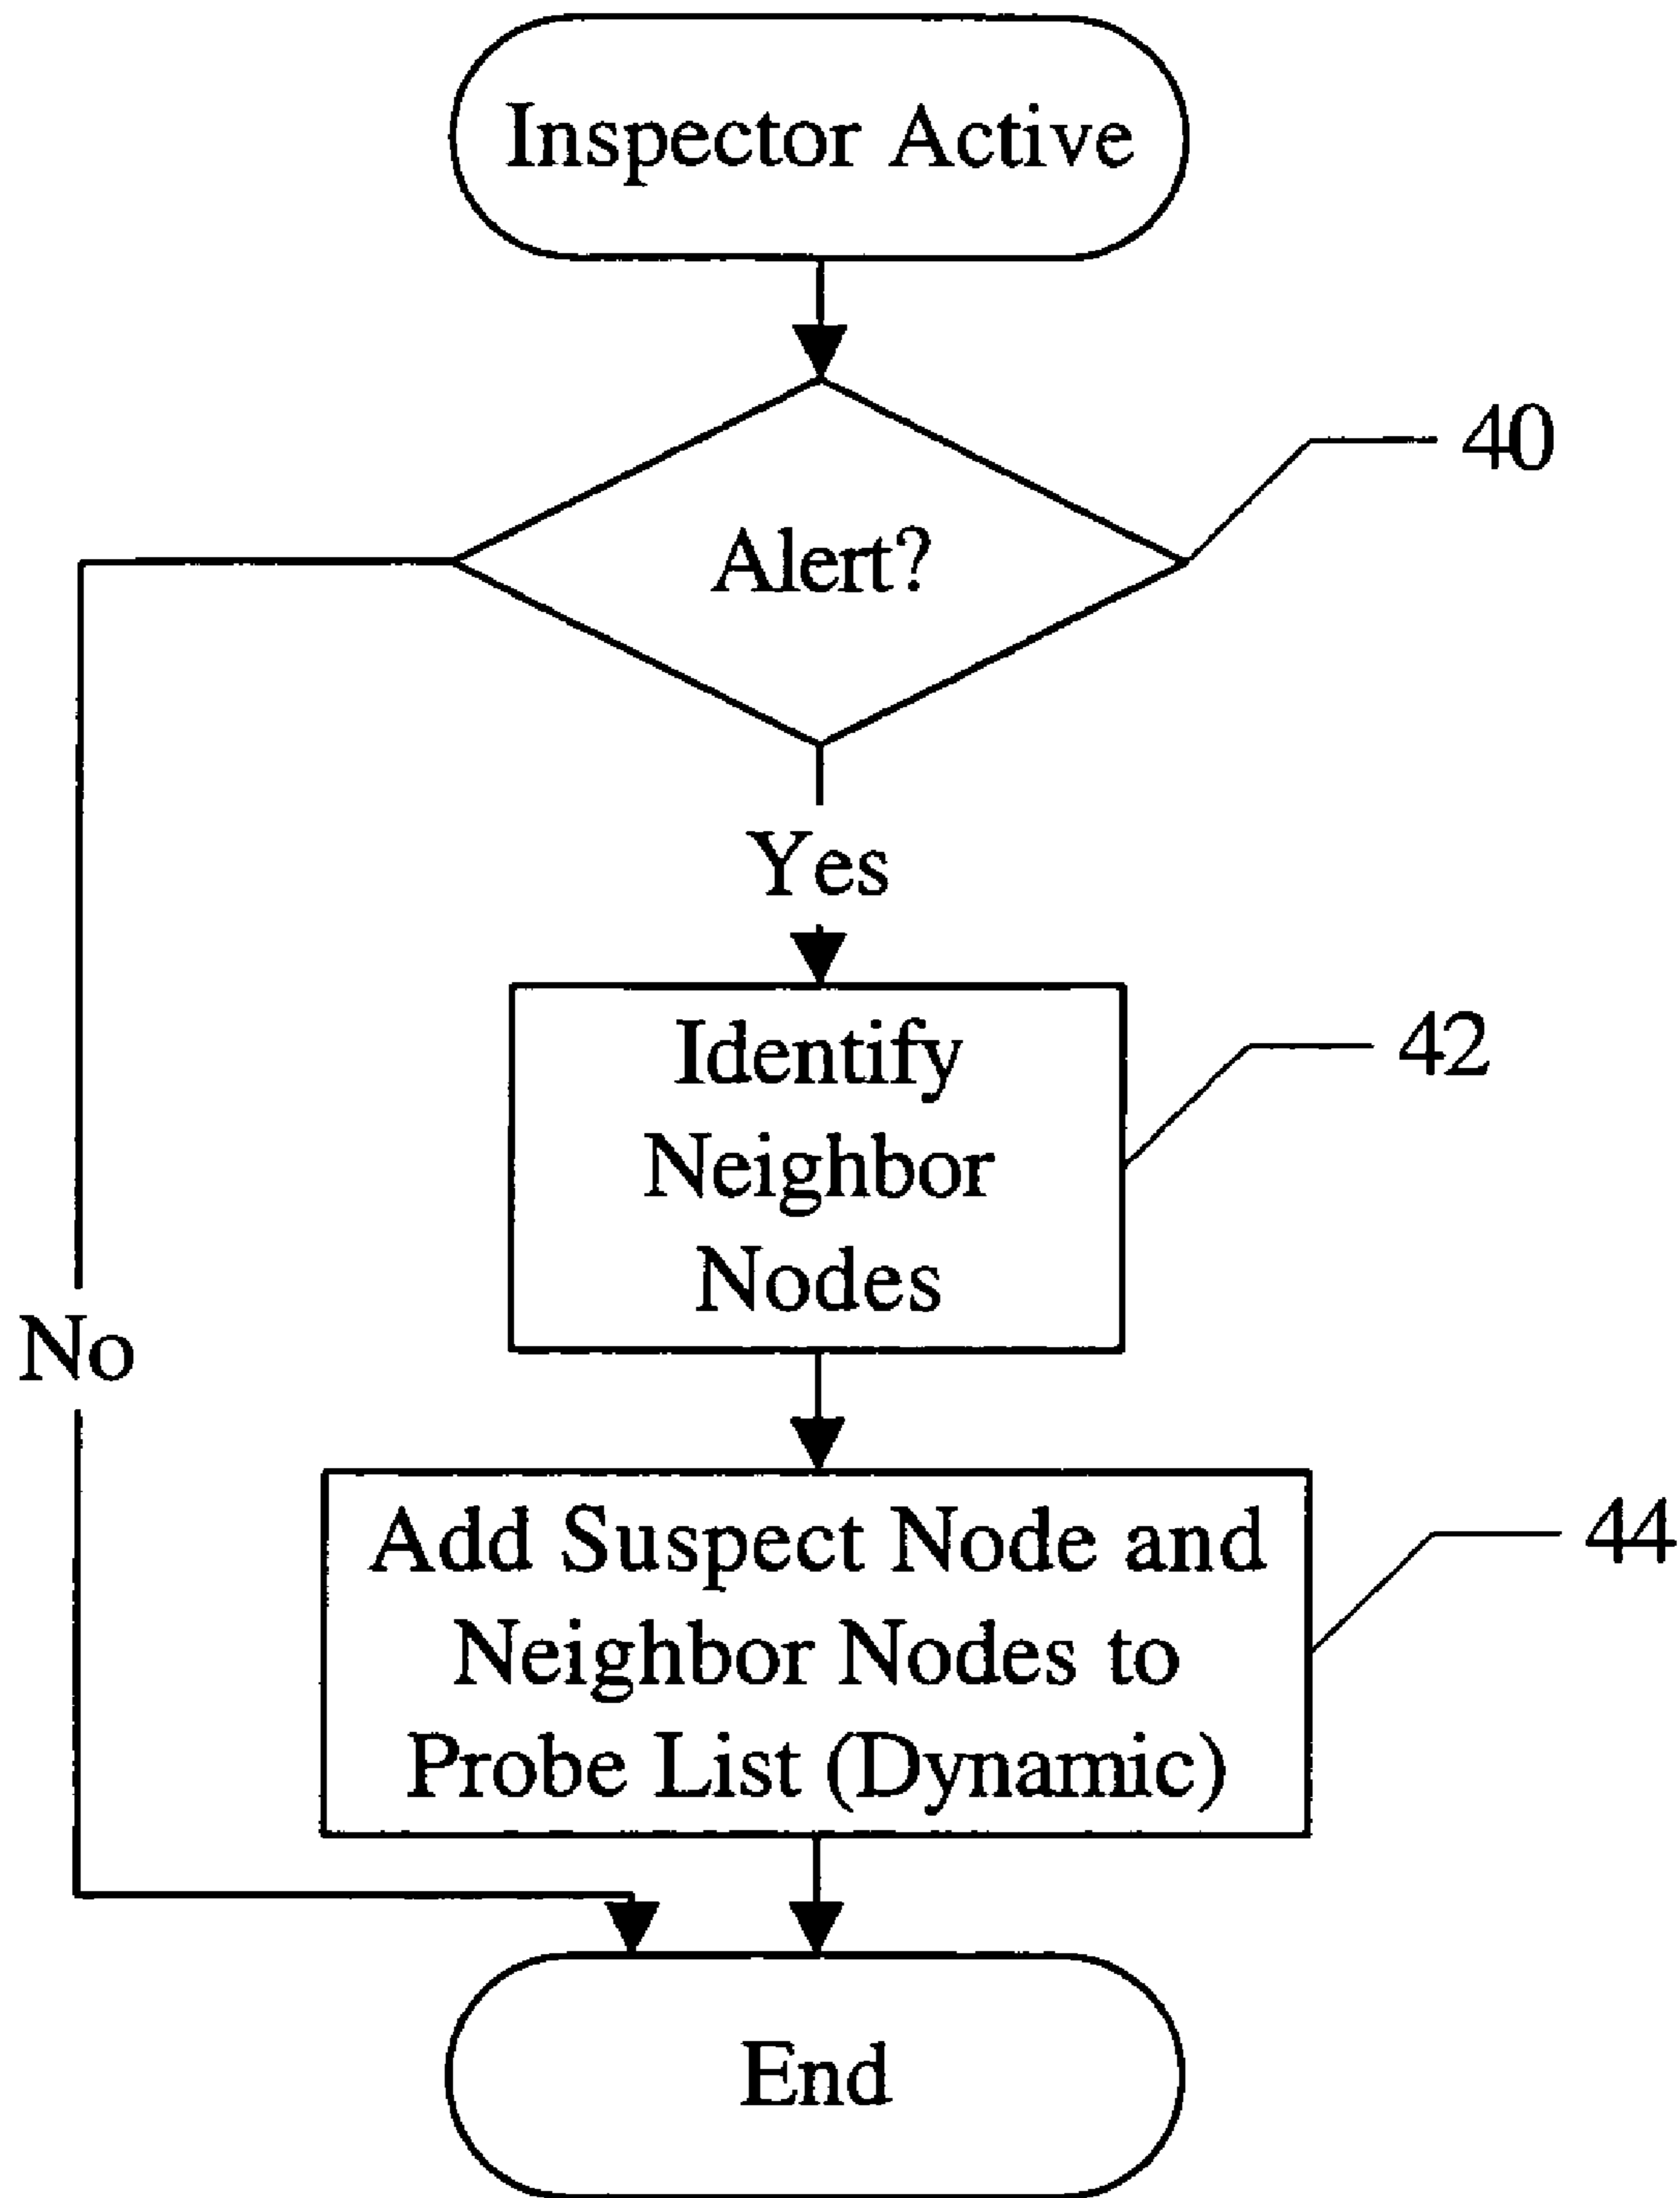 Inspector Active
40
Alert?
Yes
Identify
Neighbor
Nodes
42
No
Add Suspect Node and
Neighbor Nodes to
Probe List (Dynamic)
44
End